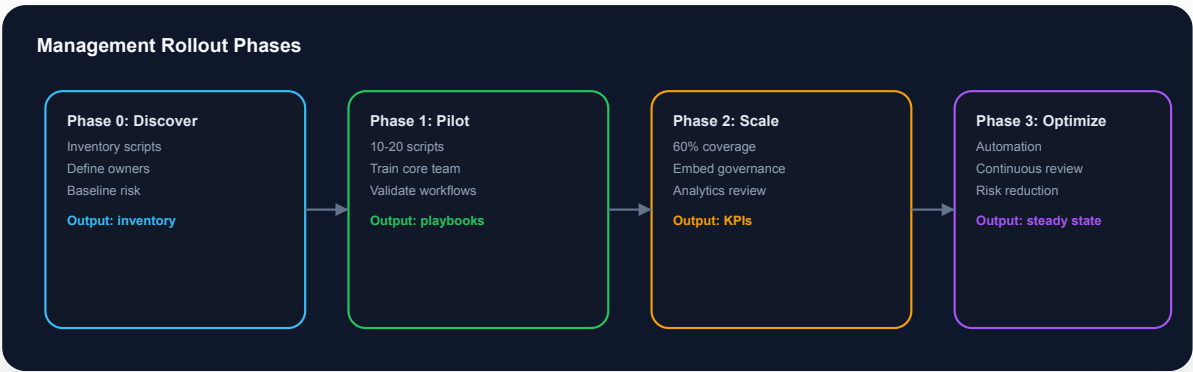 Management Rollout Phases
Phase 0: Discover
Inventory scripts
Define owners
Baseline risk
Output: inventory
Phase 1: Pilot
10-20 scripts
Train core team
Validate workflows
Output: playbooks
Phase 2: Scale
60% coverage
Embed governance
Analytics review
Output: KPIs
Phase 3: Optimize
Automation
Continuous review
Risk reduction
Output: steady state